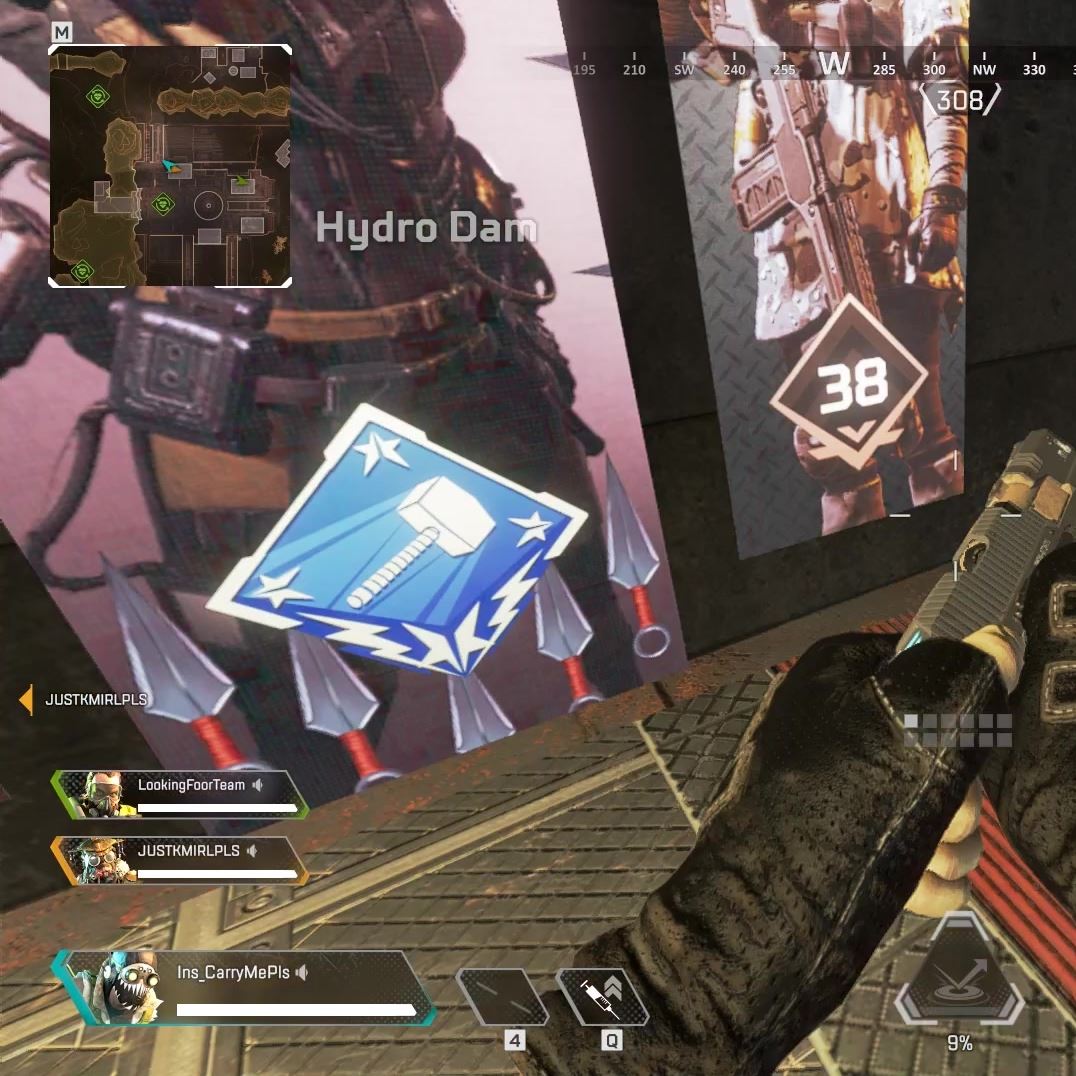 M
195 210 SW 240 255 W 285 300 NW 330
308
Hydro Dam
38
JUSTKMIRLPLS
LookingFoorTeam
JUSTKMIRLPLS
Ins_CarryMePls
4
Q
9%